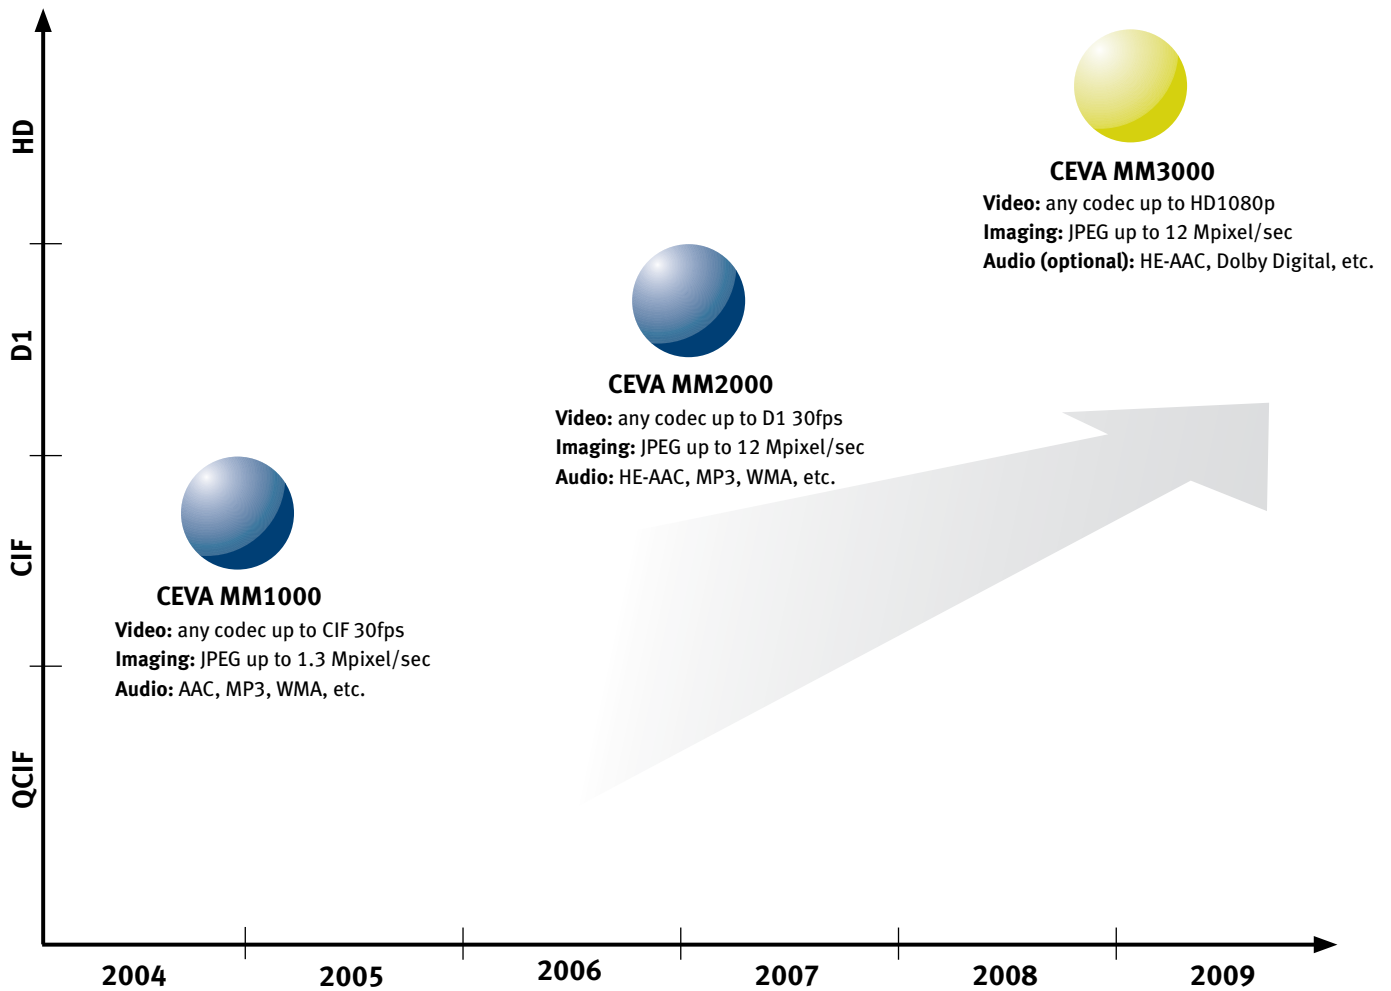 HD
CEVA MM3000
Video: any codec up to HD1080p
Imaging: JPEG up to 12 Mpixel/sec
Audio (optional): HE-AAC, Dolby Digital, etc.
D1
CEVA MM2000
Video: any codec up to D1 30fps
Imaging: JPEG up to 12 Mpixel/sec
Audio: HE-AAC, MP3, WMA, etc.
CIF
CEVA MM1000
Video: any codec up to CIF 30fps
Imaging: JPEG up to 1.3 Mpixel/sec
Audio: AAC, MP3, WMA, etc.
QCIF
2004 2005 2006 2007 2008 2009